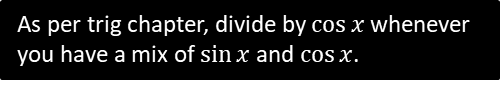 As per trig chapter, divide by cos x whenever
you have a mix of sin x and cos x.